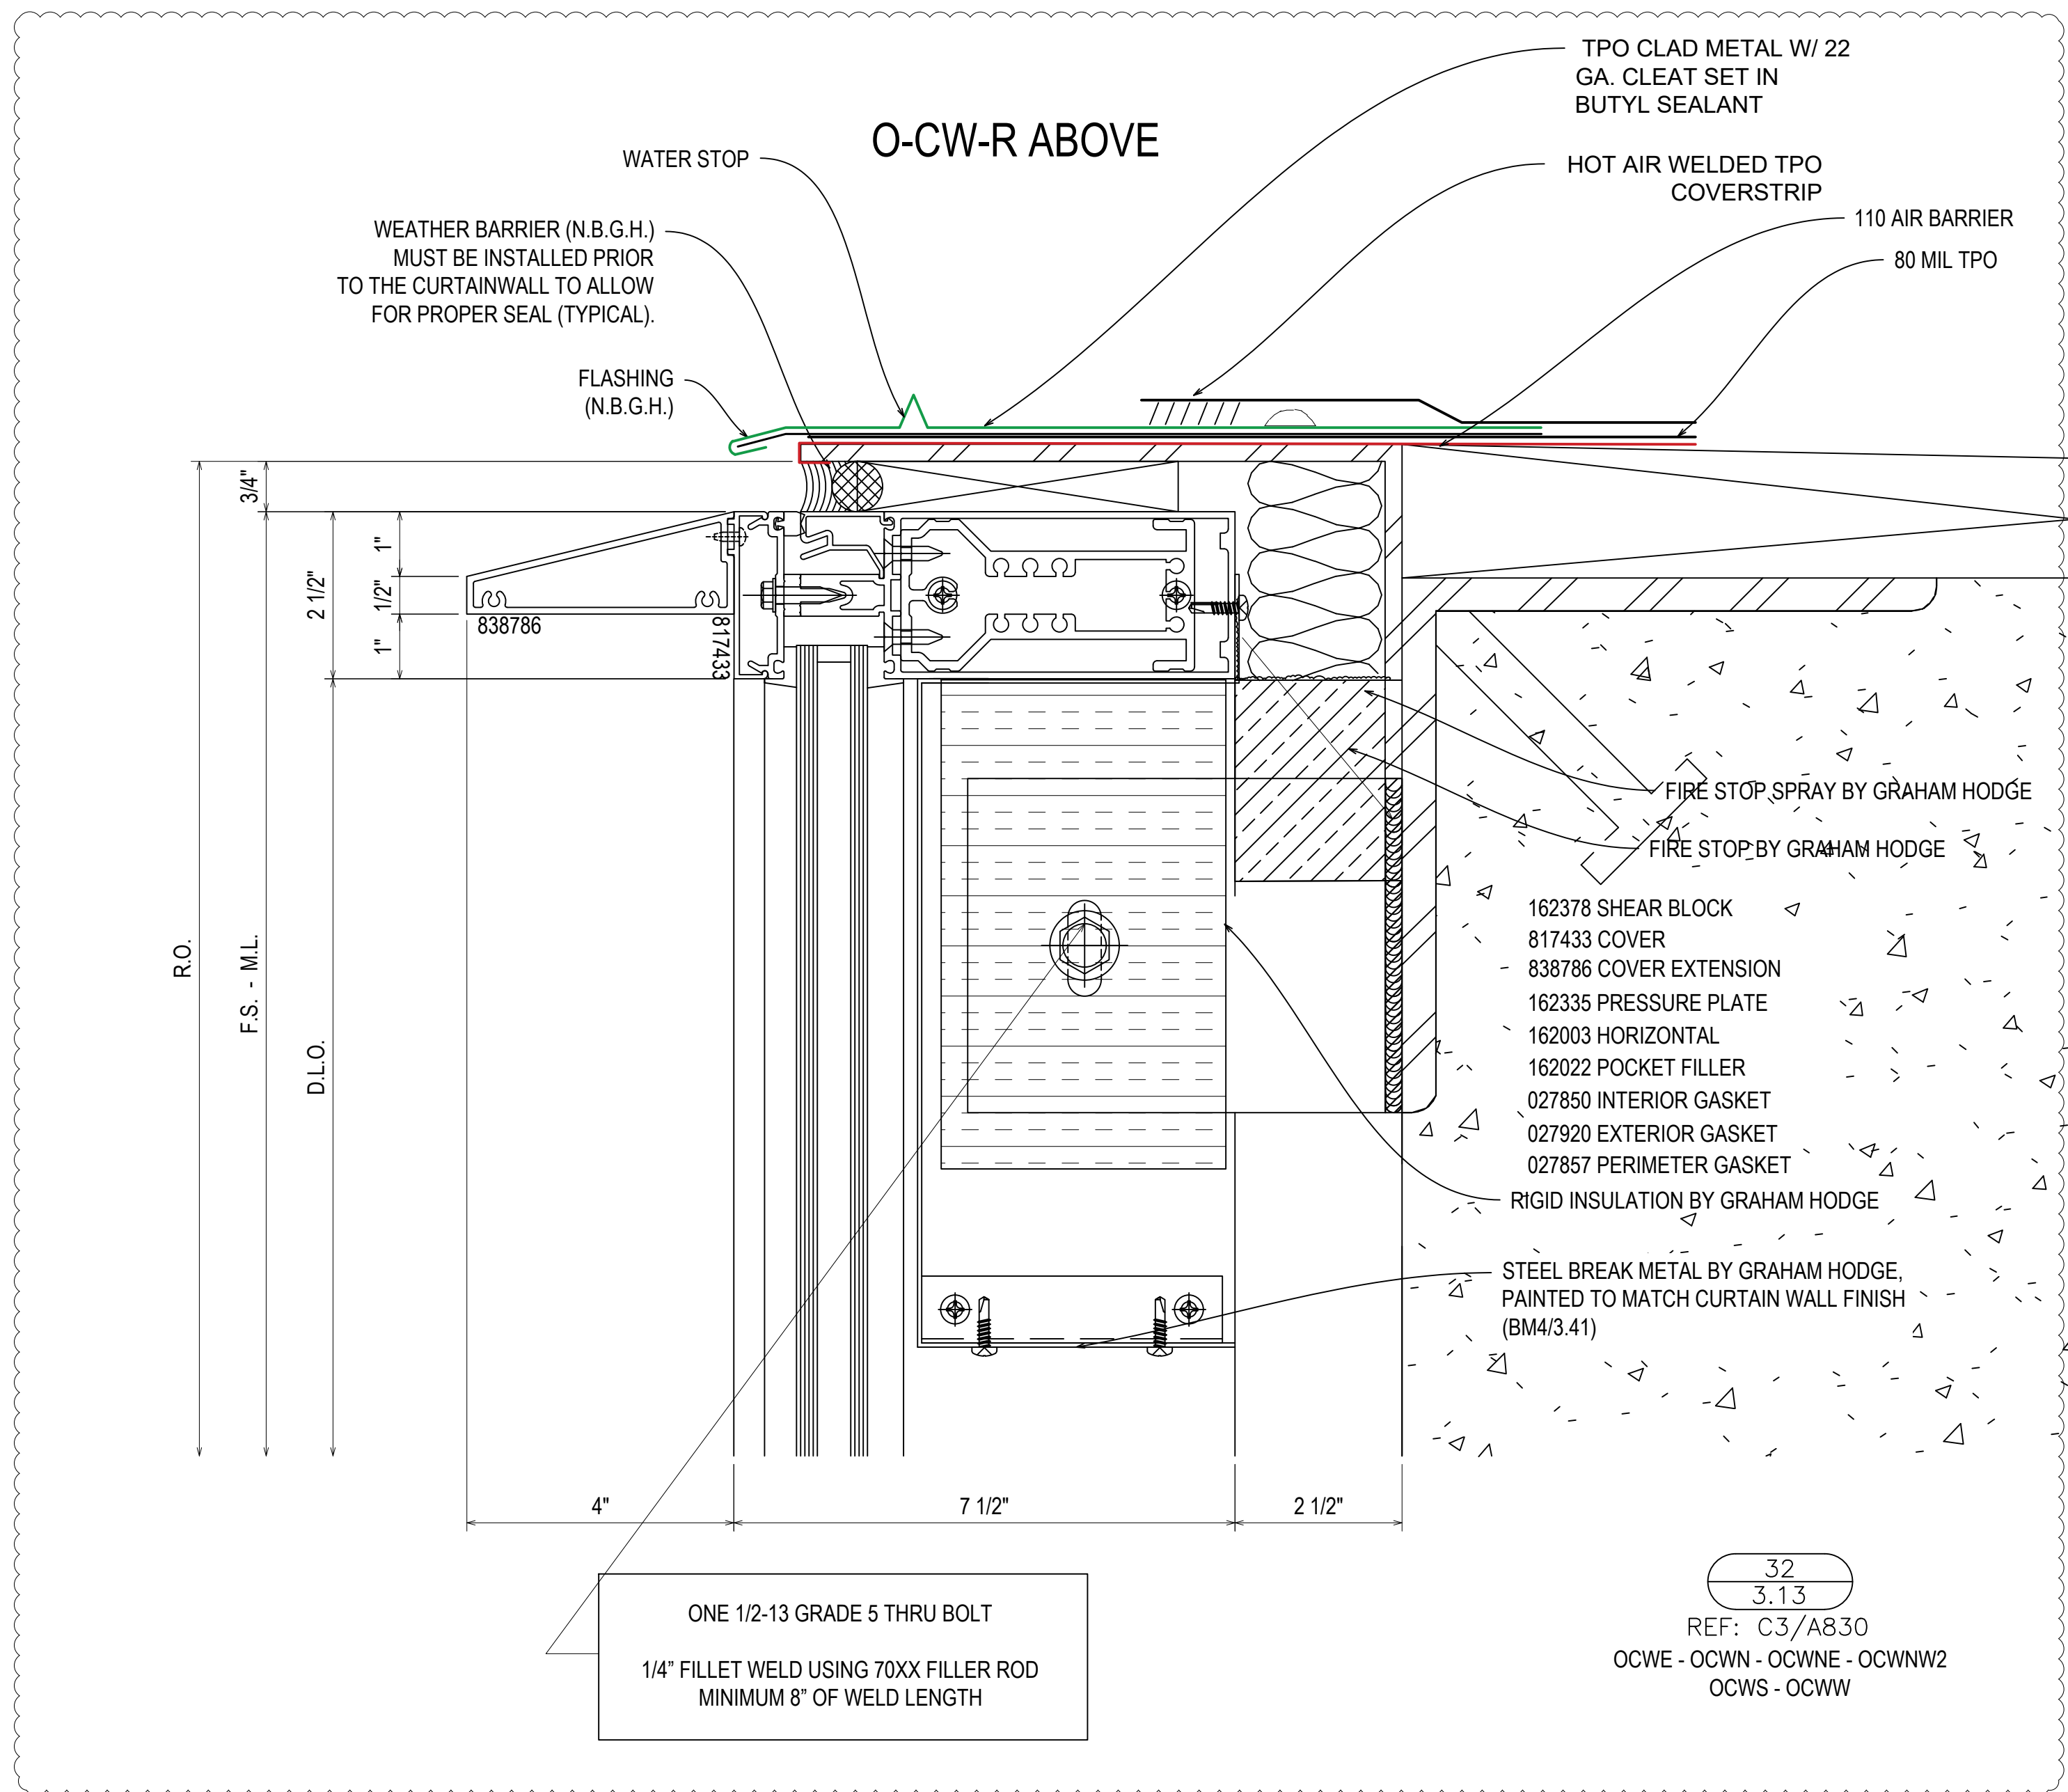 TPO CLAD METAL W/ 22
GA. CLEAT SET IN
BUTYL SEALANT
O-CW-R ABOVE
WATER STOP
HOT AIR WELDED TPO
COVERSTRIP
110 AIR BARRIER
80 MIL TPO
WEATHER BARRIER (N.B.G.H.)
MUST BE INSTALLED PRIOR
TO THE CURTAINWALL TO ALLOW
FOR PROPER SEAL (TYPICAL).
FLASHING
(N.B.G.H.)
3/4"
2 1/2"
1"
1/2"
1"
838786
817433
R.O.
F.S. - M.L.
D.L.O.
FIRE STOP SPRAY BY GRAHAM HODGE
FIRE STOP BY GRAHAM HODGE
162378 SHEAR BLOCK
817433 COVER
838786 COVER EXTENSION
162335 PRESSURE PLATE
162003 HORIZONTAL
162022 POCKET FILLER
027850 INTERIOR GASKET
027920 EXTERIOR GASKET
027857 PERIMETER GASKET
RIGID INSULATION BY GRAHAM HODGE
STEEL BREAK METAL BY GRAHAM HODGE,
PAINTED TO MATCH CURTAIN WALL FINISH
(BM4/3.41)
4"
7 1/2"
2 1/2"
ONE 1/2-13 GRADE 5 THRU BOLT
1/4” FILLET WELD USING 70XX FILLER ROD
MINIMUM 8” OF WELD LENGTH
32
3.13
REF: C3/A830
OCWE - OCWN - OCWNE - OCWNW2
OCWS - OCWW